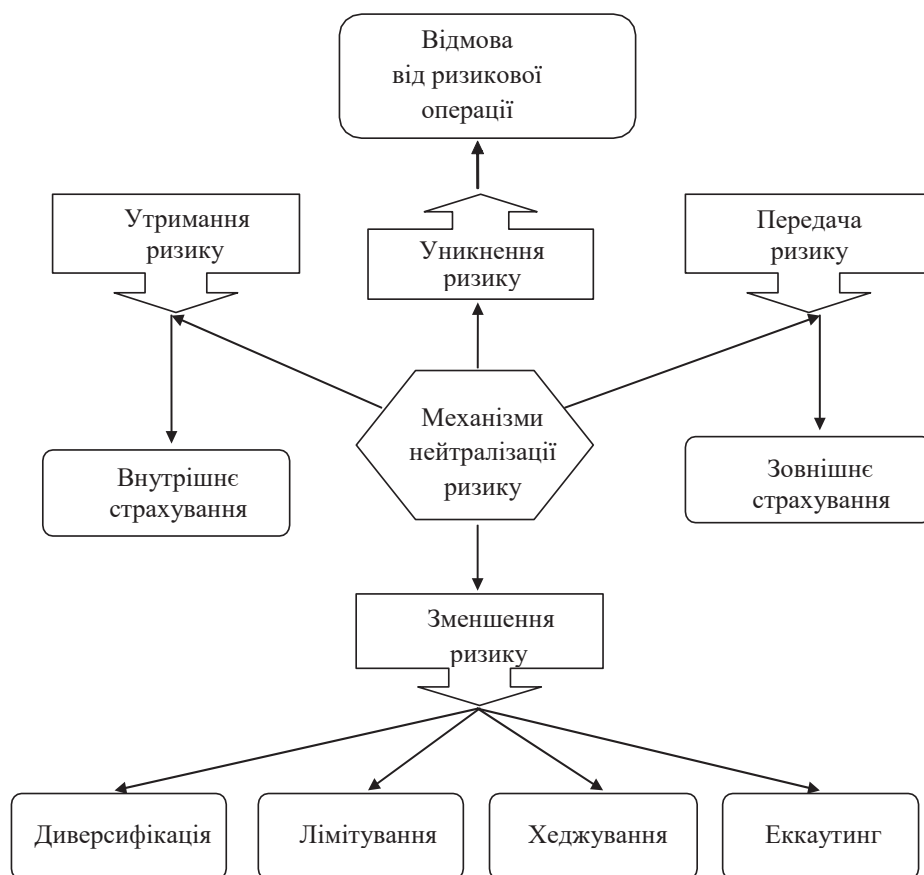 Відмова
від ризикової
операції
Утримання
ризику
Уникнення
ризику
Передача
ризику
Механізми
нейтралізації
ризику
Внутрішнє
страхування
Зовнішнє
страхування
Зменшення
ризику
Диверсифікація
Лімітування
Хеджування
Еккаутинг